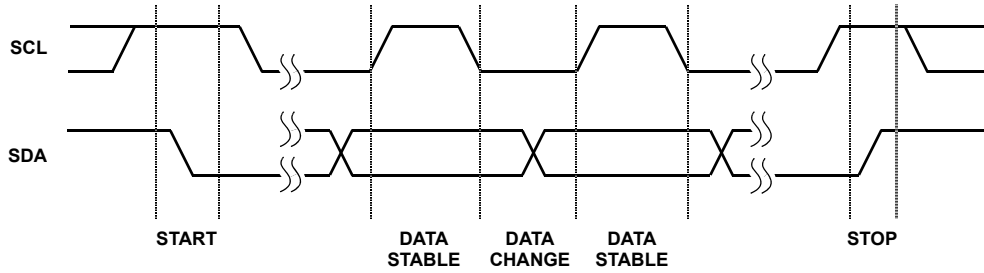 SCL
SDA
START
DATA
STABLE
DATA
CHANGE
DATA
STABLE
STOP